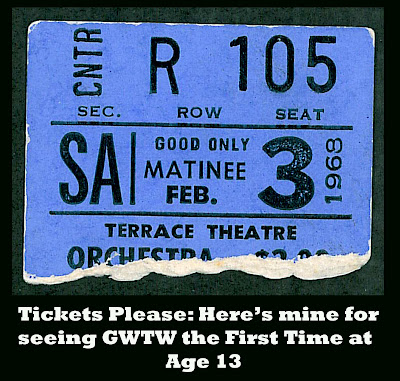 CNTR R 105
SEC. ROW SEAT
SA GOOD ONLY
MATINEE
FEB. 3 1968
TERRACE THEATRE
ORCHESTRA
Tickets Please: Here's mine for
seeing GWTW the First Time at
Age 13